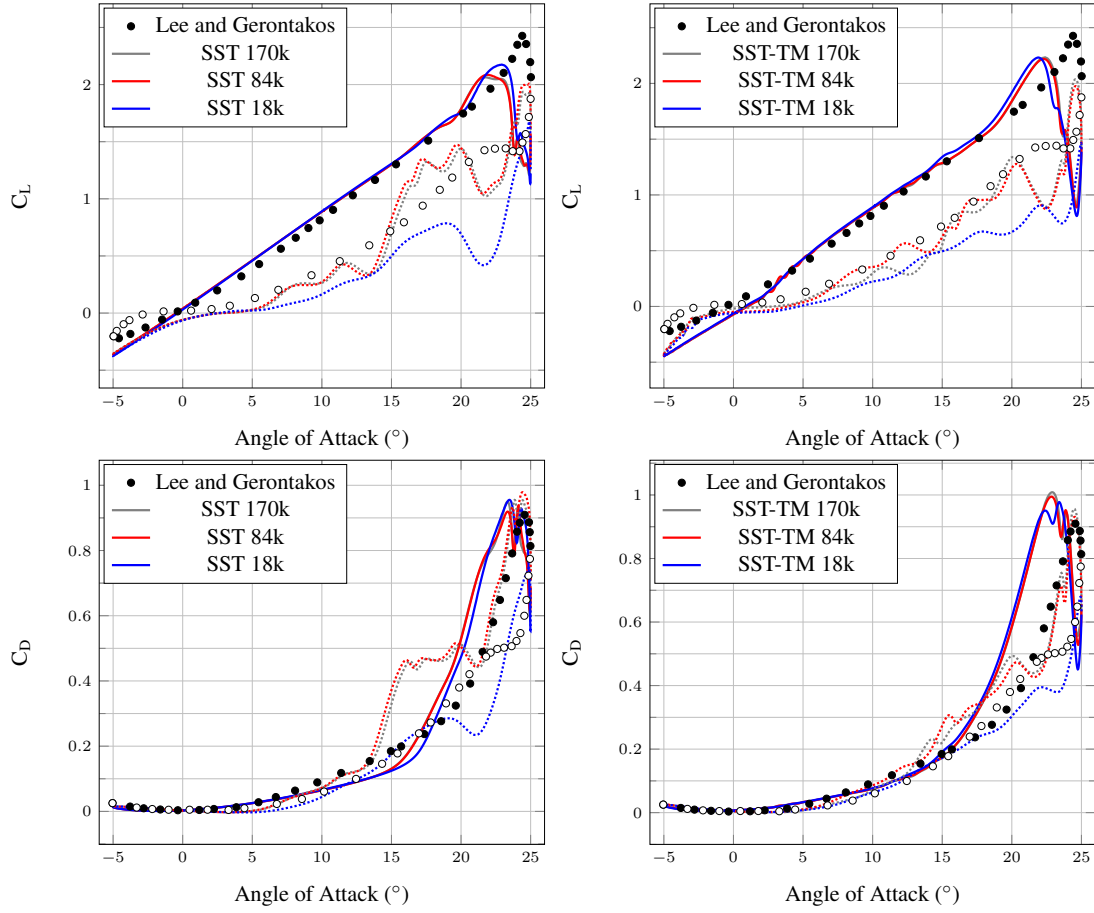 Lee and Gerontakos
SST 170k
SST 84k
SST 18k
2
1
0
C_L
−5 0 5 10 15 20 25
Angle of Attack (°)
Lee and Gerontakos
SST-TM 170k
SST-TM 84k
SST-TM 18k
2
1
0
C_L
−5 0 5 10 15 20 25
Angle of Attack (°)
Lee and Gerontakos
SST 170k
SST 84k
SST 18k
1
0.8
0.6
0.4
0.2
0
C_D
−5 0 5 10 15 20 25
Angle of Attack (°)
Lee and Gerontakos
SST-TM 170k
SST-TM 84k
SST-TM 18k
1
0.8
0.6
0.4
0.2
0
C_D
−5 0 5 10 15 20 25
Angle of Attack (°)